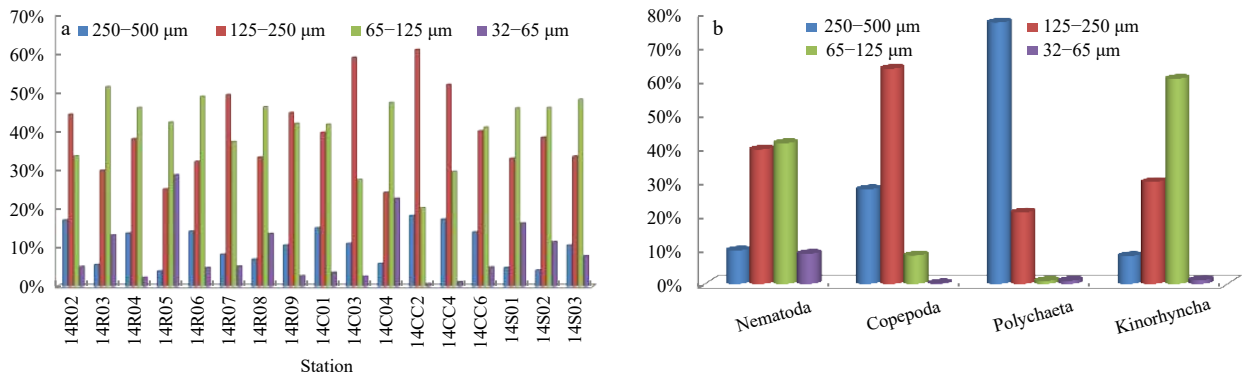 a
250−500 μm
125−250 μm
65−125 μm
32−65 μm
70%
60%
50%
40%
30%
20%
10%
0%
14R02
14R03
14R04
14R05
14R06
14R07
14R08
14R09
14C01
14C03
14C04
14CC2
14CC4
14CC6
14S01
14S02
14S03
Station
b
250−500 μm
125−250 μm
65−125 μm
32−65 μm
80%
70%
60%
50%
40%
30%
20%
10%
0%
Nematoda
Copepoda
Polychaeta
Kinorhyncha